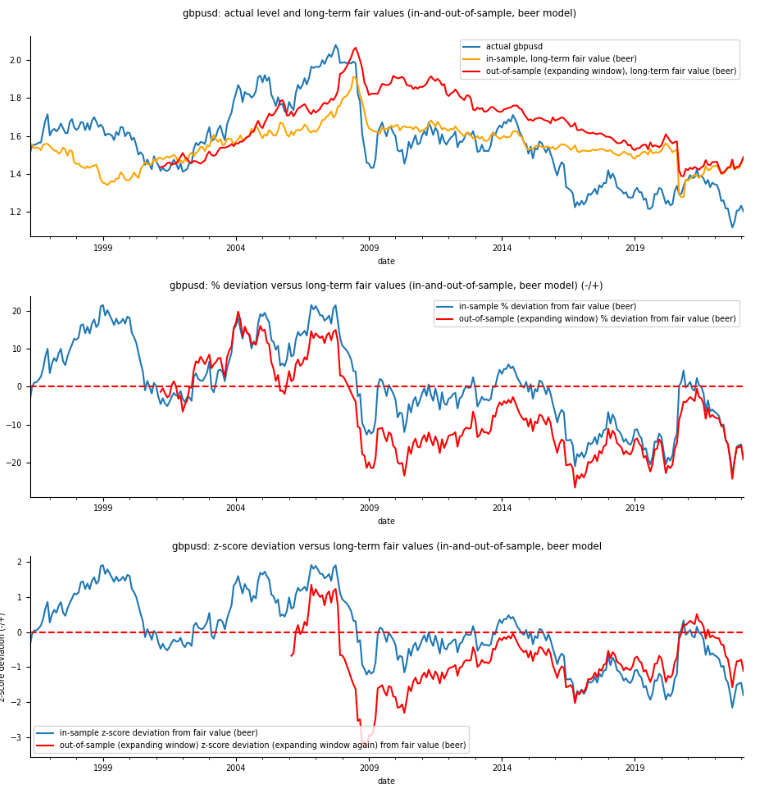 gbpusd: actual level and long-term fair values (in-and-out-of-sample, beer model)
actual gbpusd
in-sample, long-term fair value (beer)
out-of-sample (expanding window), long-term fair value (beer)
2.0
1.8
1.6
1.4
1.2
1999 2004 2009 2014 2019
date
gbpusd: % deviation versus long-term fair values (in-and-out-of-sample, beer model) (-/+)
in-sample % deviation from fair value (beer)
out-of-sample (expanding window) % deviation from fair value (beer)
20
10
0
−10
−20
1999 2004 2009 2014 2019
date
gbpusd: z-score deviation versus long-term fair values (in-and-out-of-sample, beer model
z-score deviation (-/+)
2
1
0
−1
−2
−3
in-sample z-score deviation from fair value (beer)
out-of-sample (expanding window) z-score deviation (expanding window again) from fair value (beer)
1999 2004 2009 2014 2019
date